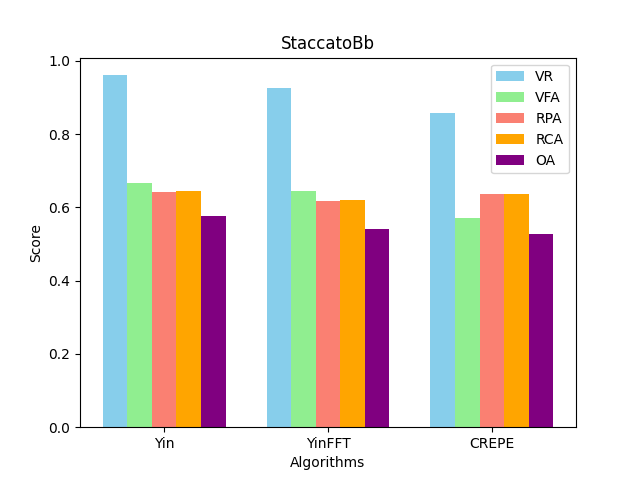 StaccatoBb
1.0
0.8
0.6
0.4
0.2
0.0
Score
VR
VFA
RPA
RCA
OA
Yin YinFFT CREPE
Algorithms